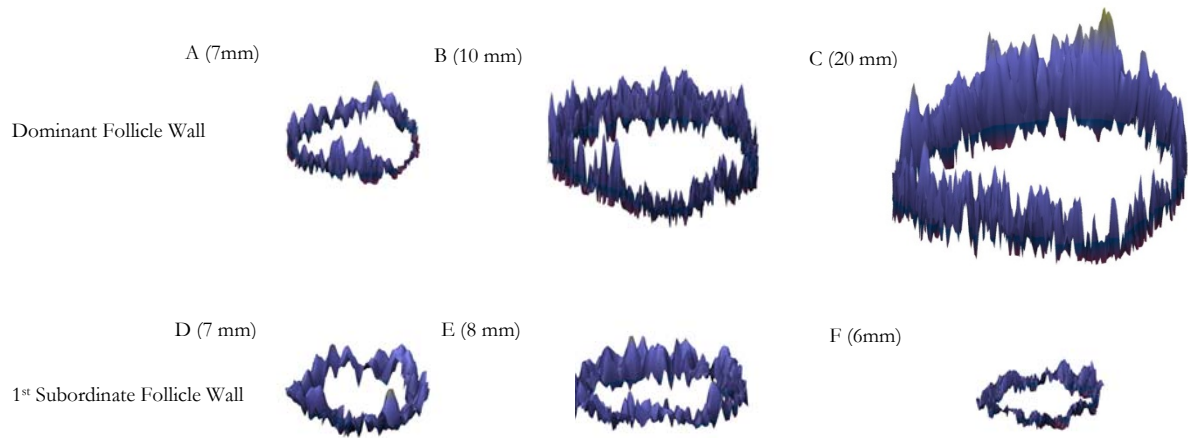 A (7mm)
B (10 mm)
C (20 mm)
Dominant Follicle Wall
D (7 mm)
E (8 mm)
F (6mm)
1st Subordinate Follicle Wall